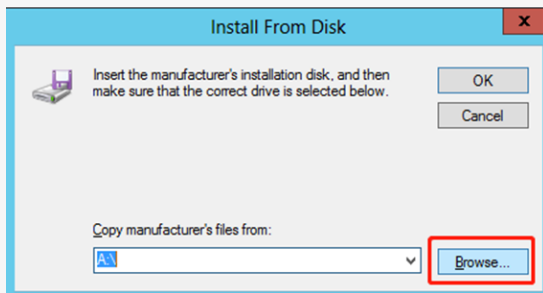 Install From Disk
x
Insert the manufacturer's installation disk, and then
make sure that the correct drive is selected below.
OK
Cancel
Copy manufacturer's files from:
A:\
Browse...